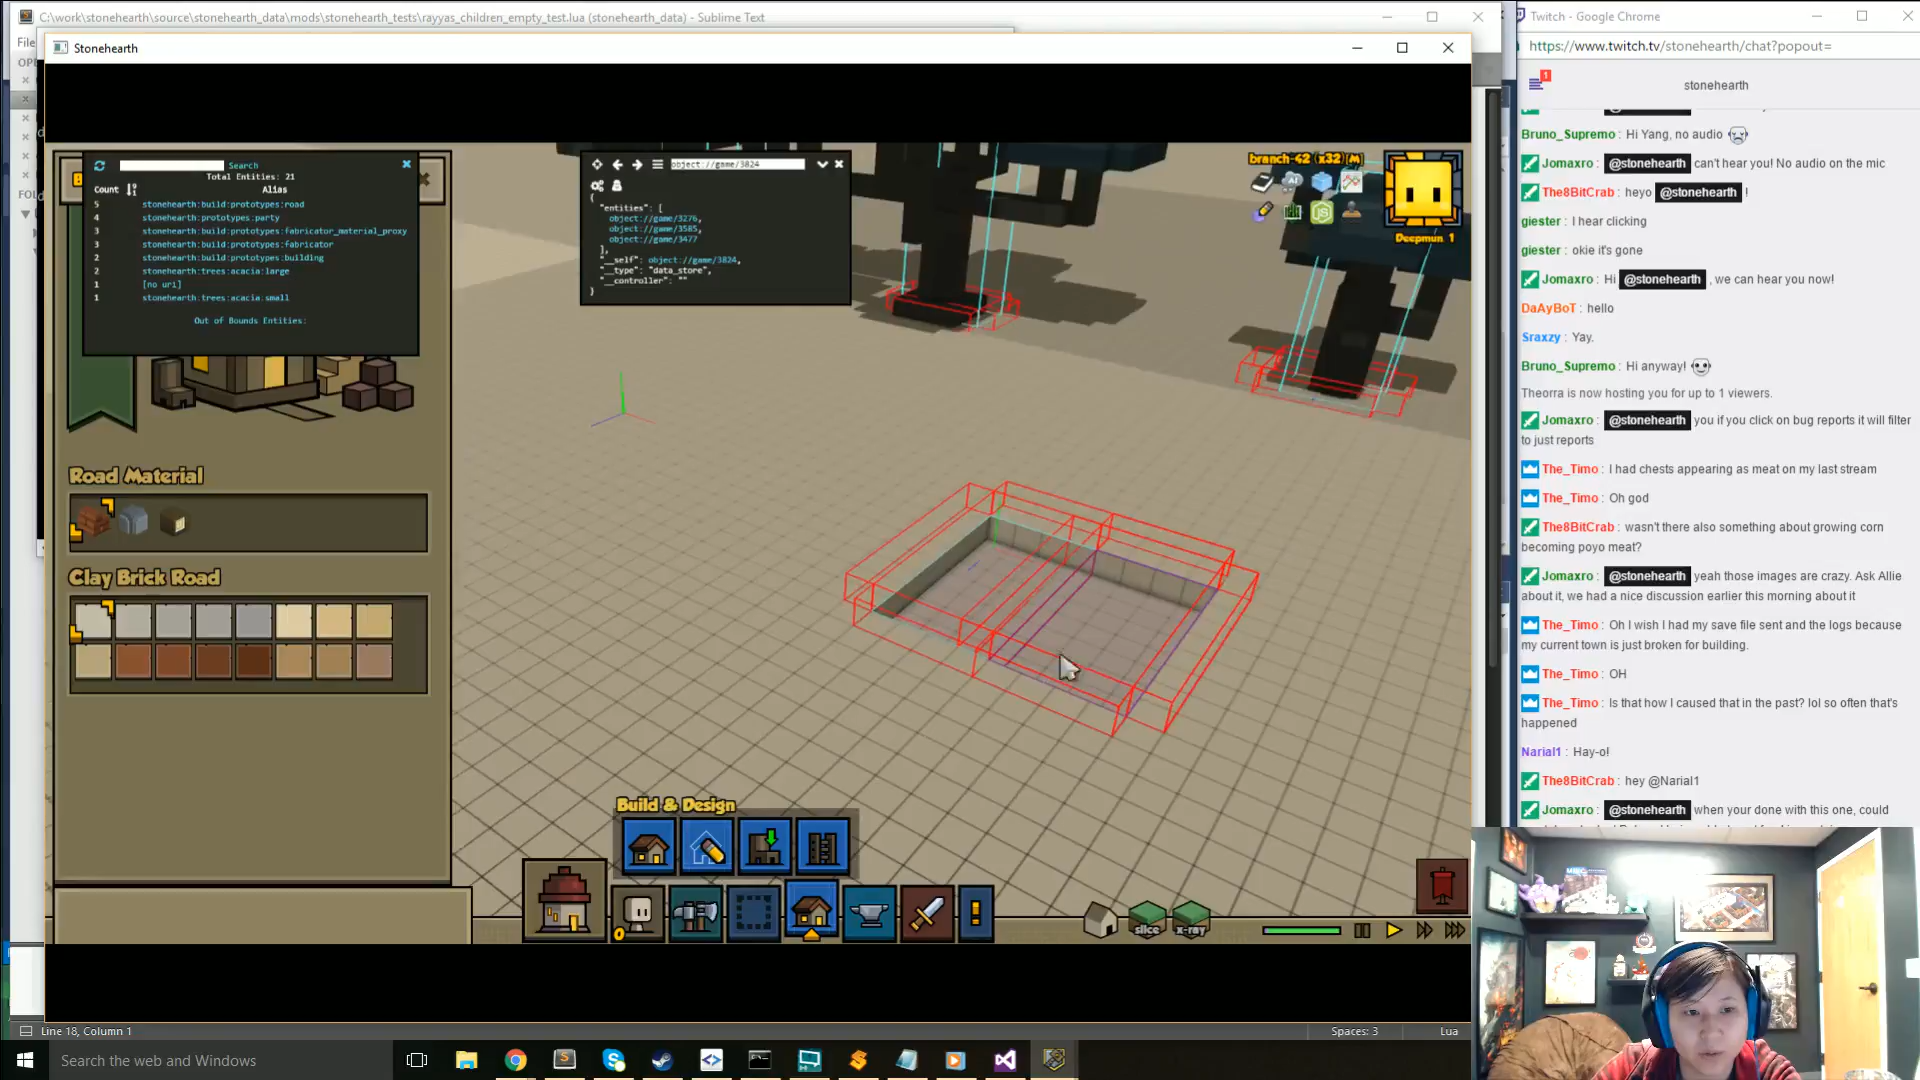 C:\work\stonehearth\source\stonehearth_data\mods\stonehearth_tests\rayyas_children_empty_test.lua (stonehearth_data) - Sublime Text
File
Stonehearth
Search
Total Entities: 21
Count Alias
5 stonehearth:build:prototypes:road
4 stonehearth:prototypes:party
3 stonehearth:build:prototypes:fabricator_material_proxy
3 stonehearth:build:prototypes:fabricator
2 stonehearth:build:prototypes:building
2 stonehearth:trees:acacia:large
1 [no uri]
1 stonehearth:trees:acacia:small
Out of Bounds Entities:
object://game/3824
{
"entities": [
object://game/3276,
object://game/3585,
object://game/3477
],
"__self": object://game/3824,
"__type": "data_store",
"__controller": ""
}
branch-42 (x32)[M]
AI
JS
Deepmun 1
Road Material
Clay Brick Road
Build & Design
0
slice
x-ray
Line 18, Column 1
Spaces: 3
Lua
Search the web and Windows
Twitch - Google Chrome
https://www.twitch.tv/stonehearth/chat?popout=
1
stonehearth
Bruno_Supremo: Hi Yang, no audio
Jomaxro: @stonehearth can't hear you! No audio on the mic
The8BitCrab: heyo @stonehearth !
giester: I hear clicking
giester: okie it's gone
Jomaxro: Hi @stonehearth , we can hear you now!
DaAyBoT: hello
Sraxzy: Yay.
Bruno_Supremo: Hi anyway!
Theorra is now hosting you for up to 1 viewers.
Jomaxro: @stonehearth you if you click on bug reports it will filter
to just reports
The_Timo: I had chests appearing as meat on my last stream
The_Timo: Oh god
The8BitCrab: wasn't there also something about growing corn
becoming poyo meat?
Jomaxro: @stonehearth yeah those images are crazy. Ask Allie
about it, we had a nice discussion earlier this morning about it
The_Timo: Oh I wish I had my save file sent and the logs because
my current town is just broken for building.
The_Timo: OH
The_Timo: Is that how I caused that in the past? lol so often that's
happened
Narial1: Hay-o!
The8BitCrab: hey @Narial1
Jomaxro: @stonehearth when your done with this one, could